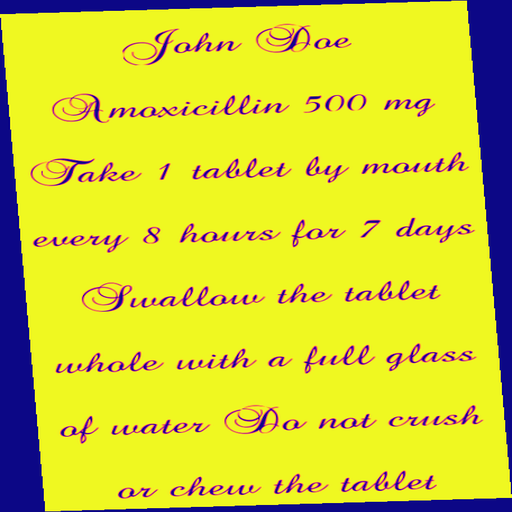 John Doe
Amoxicillin 500 mg
Take 1 tablet by mouth
every 8 hours for 7 days
Swallow the tablet
whole with a full glass
of water Do not crush
or chew the tablet